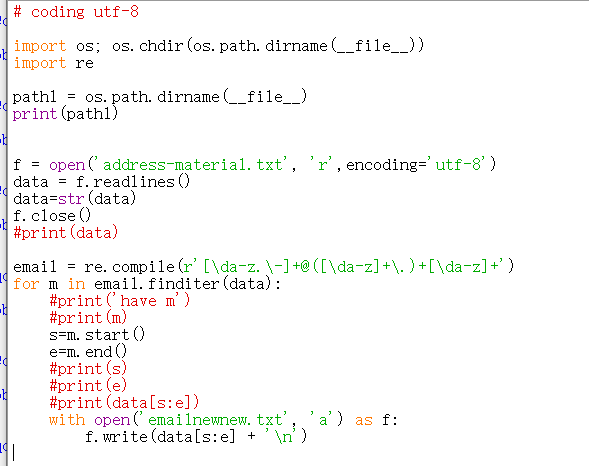 # coding utf-8
import os; os.chdir(os.path.dirname(__file__))
import re
path1 = os.path.dirname(__file__)
print(path1)
f = open('address-material.txt', 'r',encoding='utf-8')
data = f.readlines()
data=str(data)
f.close()
#print(data)
email = re.compile(r'[\da-z.\-]+@([\da-z]+\.)+[\da-z]+')
for m in email.finditer(data):
    #print('have m')
    #print(m)
    s=m.start()
    e=m.end()
    #print(s)
    #print(e)
    #print(data[s:e])
    with open('emailnewnew.txt', 'a') as f:
        f.write(data[s:e] + '\n')